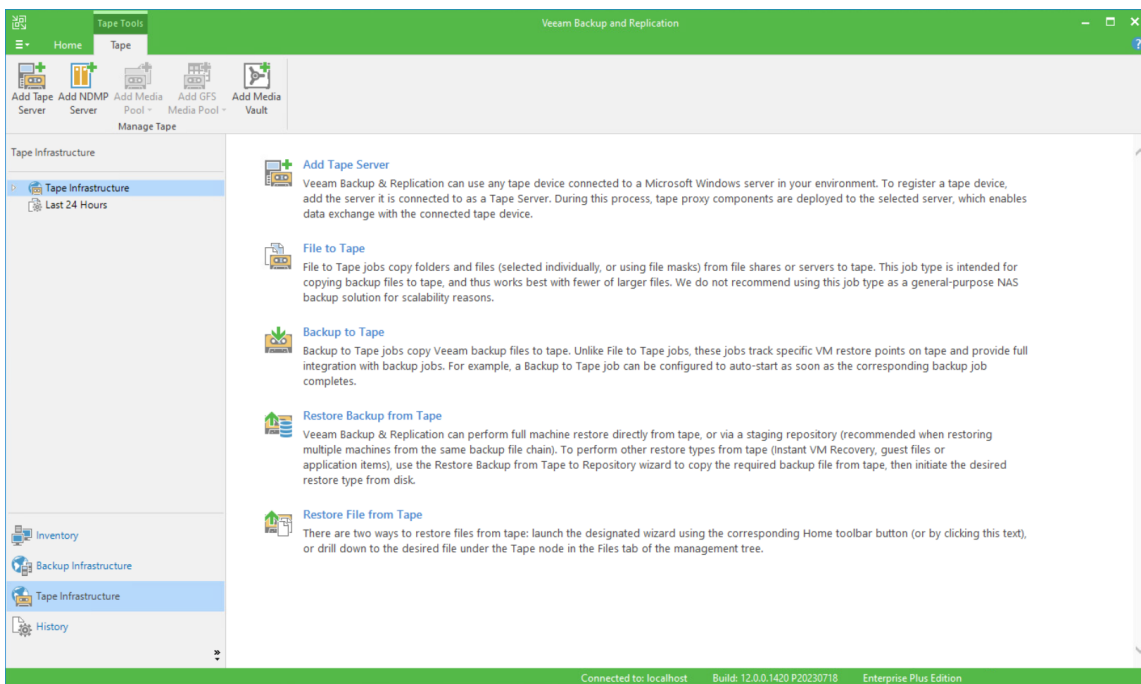 Tape Tools
Veeam Backup and Replication
Home
Tape
Add Tape Server
Add NDMP Server
Add Media Pool
Add GFS Media Pool
Add Media Vault
Manage Tape
Tape Infrastructure
Tape Infrastructure
Last 24 Hours
Add Tape Server
Veeam Backup & Replication can use any tape device connected to a Microsoft Windows server in your environment. To register a tape device,
add the server it is connected to as a Tape Server. During this process, tape proxy components are deployed to the selected server, which enables
data exchange with the connected tape device.
File to Tape
File to Tape jobs copy folders and files (selected individually, or using file masks) from file shares or servers to tape. This job type is intended for
copying backup files to tape, and thus works best with fewer of larger files. We do not recommend using this job type as a general-purpose NAS
backup solution for scalability reasons.
Backup to Tape
Backup to Tape jobs copy Veeam backup files to tape. Unlike File to Tape jobs, these jobs track specific VM restore points on tape and provide full
integration with backup jobs. For example, a Backup to Tape job can be configured to auto-start as soon as the corresponding backup job
completes.
Restore Backup from Tape
Veeam Backup & Replication can perform full machine restore directly from tape, or via a staging repository (recommended when restoring
multiple machines from the same backup file chain). To perform other restore types from tape (Instant VM Recovery, guest files or
application items), use the Restore Backup from Tape to Repository wizard to copy the required backup file from tape, then initiate the desired
restore type from disk.
Restore File from Tape
There are two ways to restore files from tape: launch the designated wizard using the corresponding Home toolbar button (or by clicking this text),
or drill down to the desired file under the Tape node in the Files tab of the management tree.
Inventory
Backup Infrastructure
Tape Infrastructure
History
Connected to: localhost
Build: 12.0.0.1420 P20230718
Enterprise Plus Edition